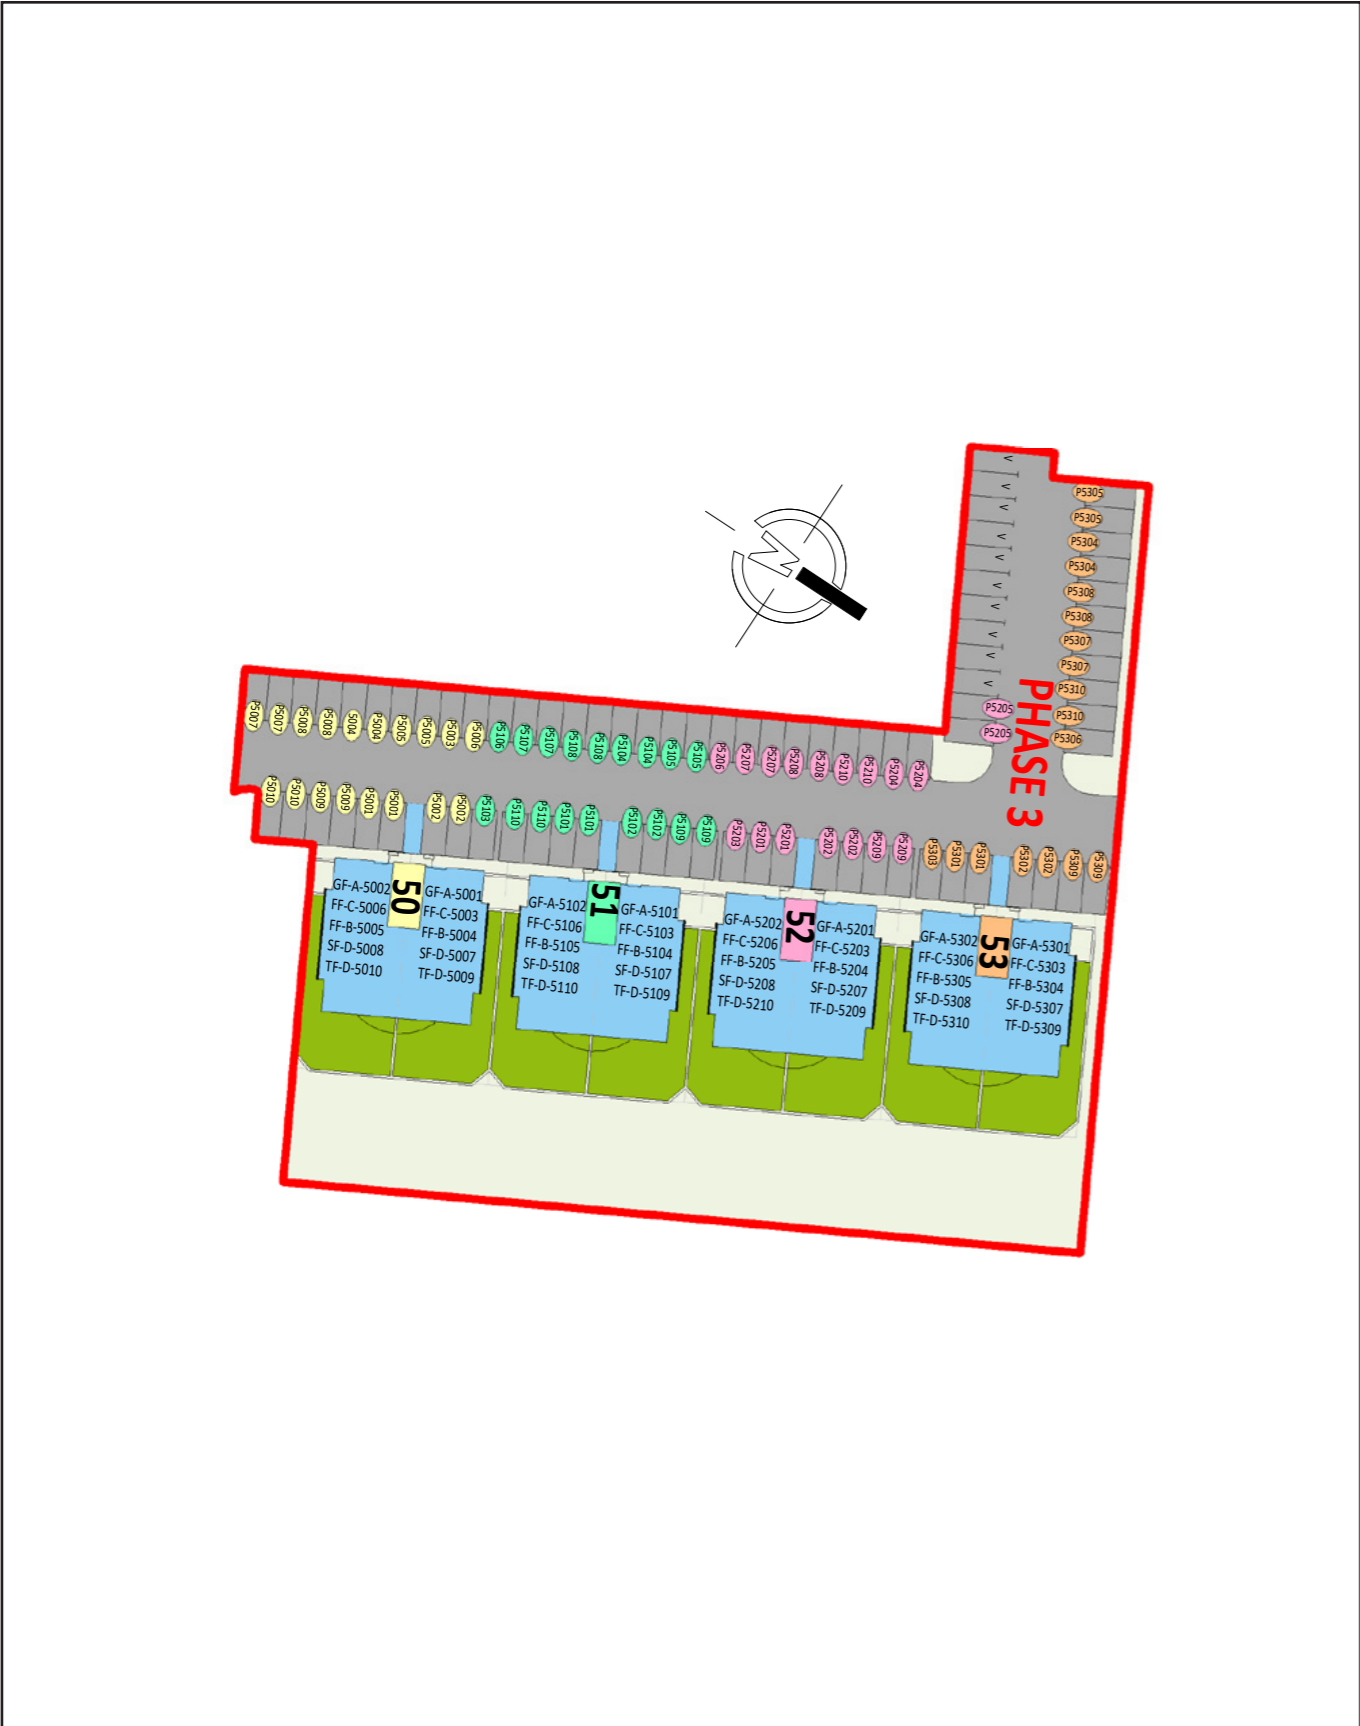 N
PHASE 3
V
V
V
V
V
V
V
V
V
P5205
P5205
P5305
P5305
P5304
P5304
P5308
P5308
P5307
P5307
P5310
P5310
P5306
P5007
P5007
P5008
P5008
5004
P5004
P5005
P5005
P5003
P5006
P5106
P5107
P5107
P5108
P5108
P5104
P5104
P5105
P5105
P5206
P5207
P5207
P5208
P5208
P5210
P5210
P5204
P5204
P5010
P5010
P5009
P5009
P5001
P5001
P5002
P5002
P5103
P5110
P5110
P5101
P5101
P5102
P5102
P5109
P5109
P5203
P5201
P5201
P5202
P5202
P5209
P5209
P5303
P5301
P5301
P5302
P5302
P5309
P5309
50
GF-A-5002
FF-C-5006
FF-B-5005
SF-D-5008
TF-D-5010
GF-A-5001
FF-C-5003
FF-B-5004
SF-D-5007
TF-D-5009
51
GF-A-5102
FF-C-5106
FF-B-5105
SF-D-5108
TF-D-5110
GF-A-5101
FF-C-5103
FF-B-5104
SF-D-5107
TF-D-5109
52
GF-A-5202
FF-C-5206
FF-B-5205
SF-D-5208
TF-D-5210
GF-A-5201
FF-C-5203
FF-B-5204
SF-D-5207
TF-D-5209
53
GF-A-5302
FF-C-5306
FF-B-5305
SF-D-5308
TF-D-5310
GF-A-5301
FF-C-5303
FF-B-5304
SF-D-5307
TF-D-5309